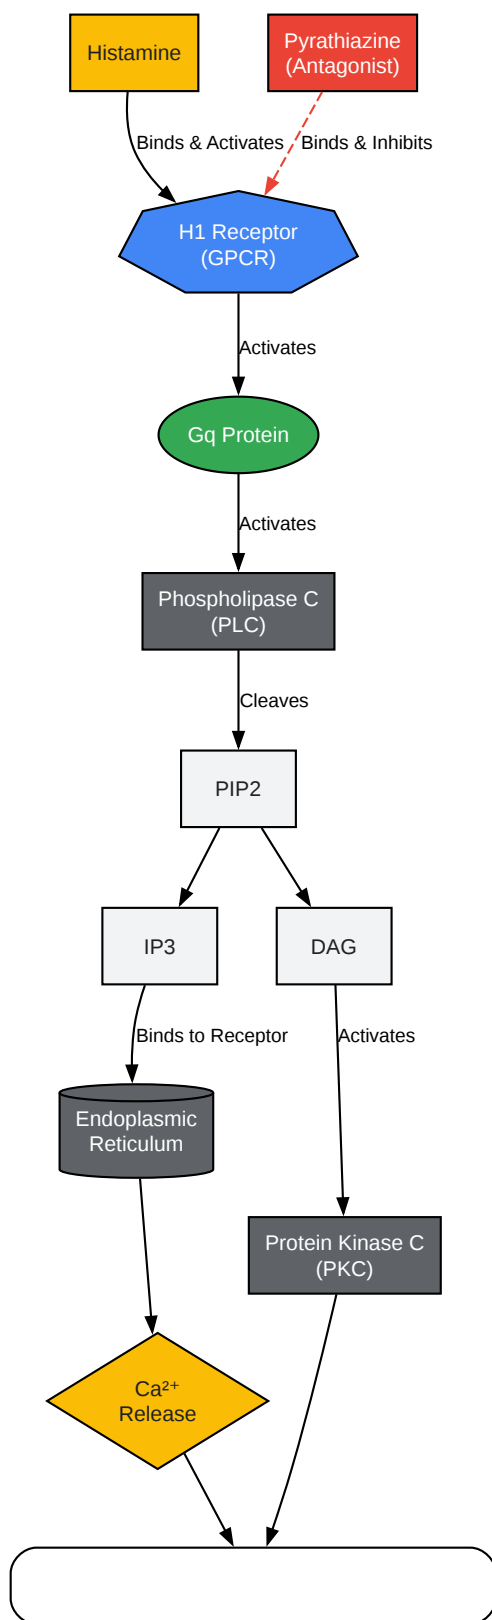 Histamine
Pyrathiazine
(Antagonist)
Binds & Activates
Binds & Inhibits
H1 Receptor
(GPCR)
Activates
Gq Protein
Activates
Phospholipase C
(PLC)
Cleaves
PIP2
IP3
DAG
Binds to Receptor
Activates
Endoplasmic
Reticulum
Protein Kinase C
(PKC)
Ca²⁺
Release